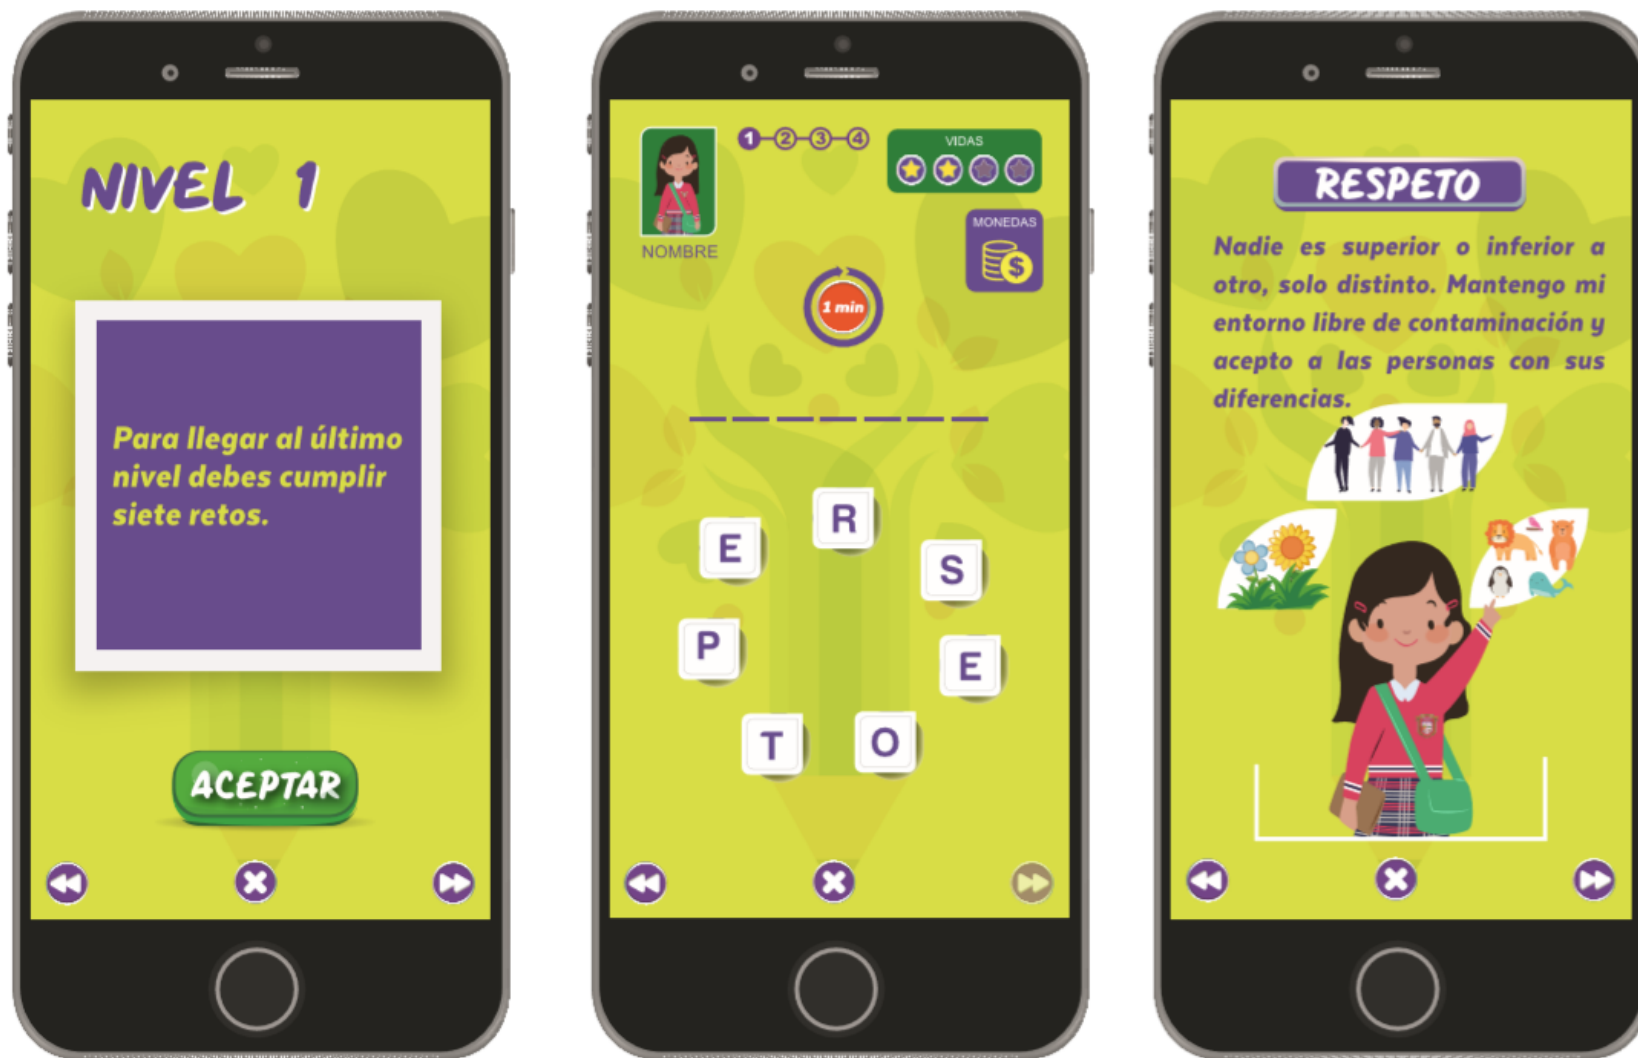 NIVEL 1
Para llegar al último
nivel debes cumplir
siete retos.
ACEPTAR
1 2 3 4
VIDAS
MONEDAS
$
NOMBRE
1 min
R
E
S
P
E
T
O
RESPETO
Nadie es superior o inferior a
otro, solo distinto. Mantengo mi
entorno libre de contaminación y
acepto a las personas con sus
diferencias.